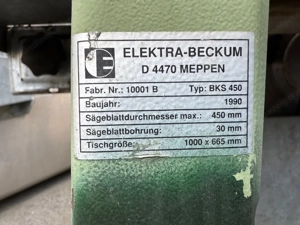 ELEKTRA-BECKUM
D 4470 MEPPEN
Fabr. Nr.: 10001 B Typ: BKS 450
Baujahr: 1990
Sägeblattdurchmesser max.: 450 mm
Sägeblattbohrung: 30 mm
Tischgröße: 1000 x 665 mm